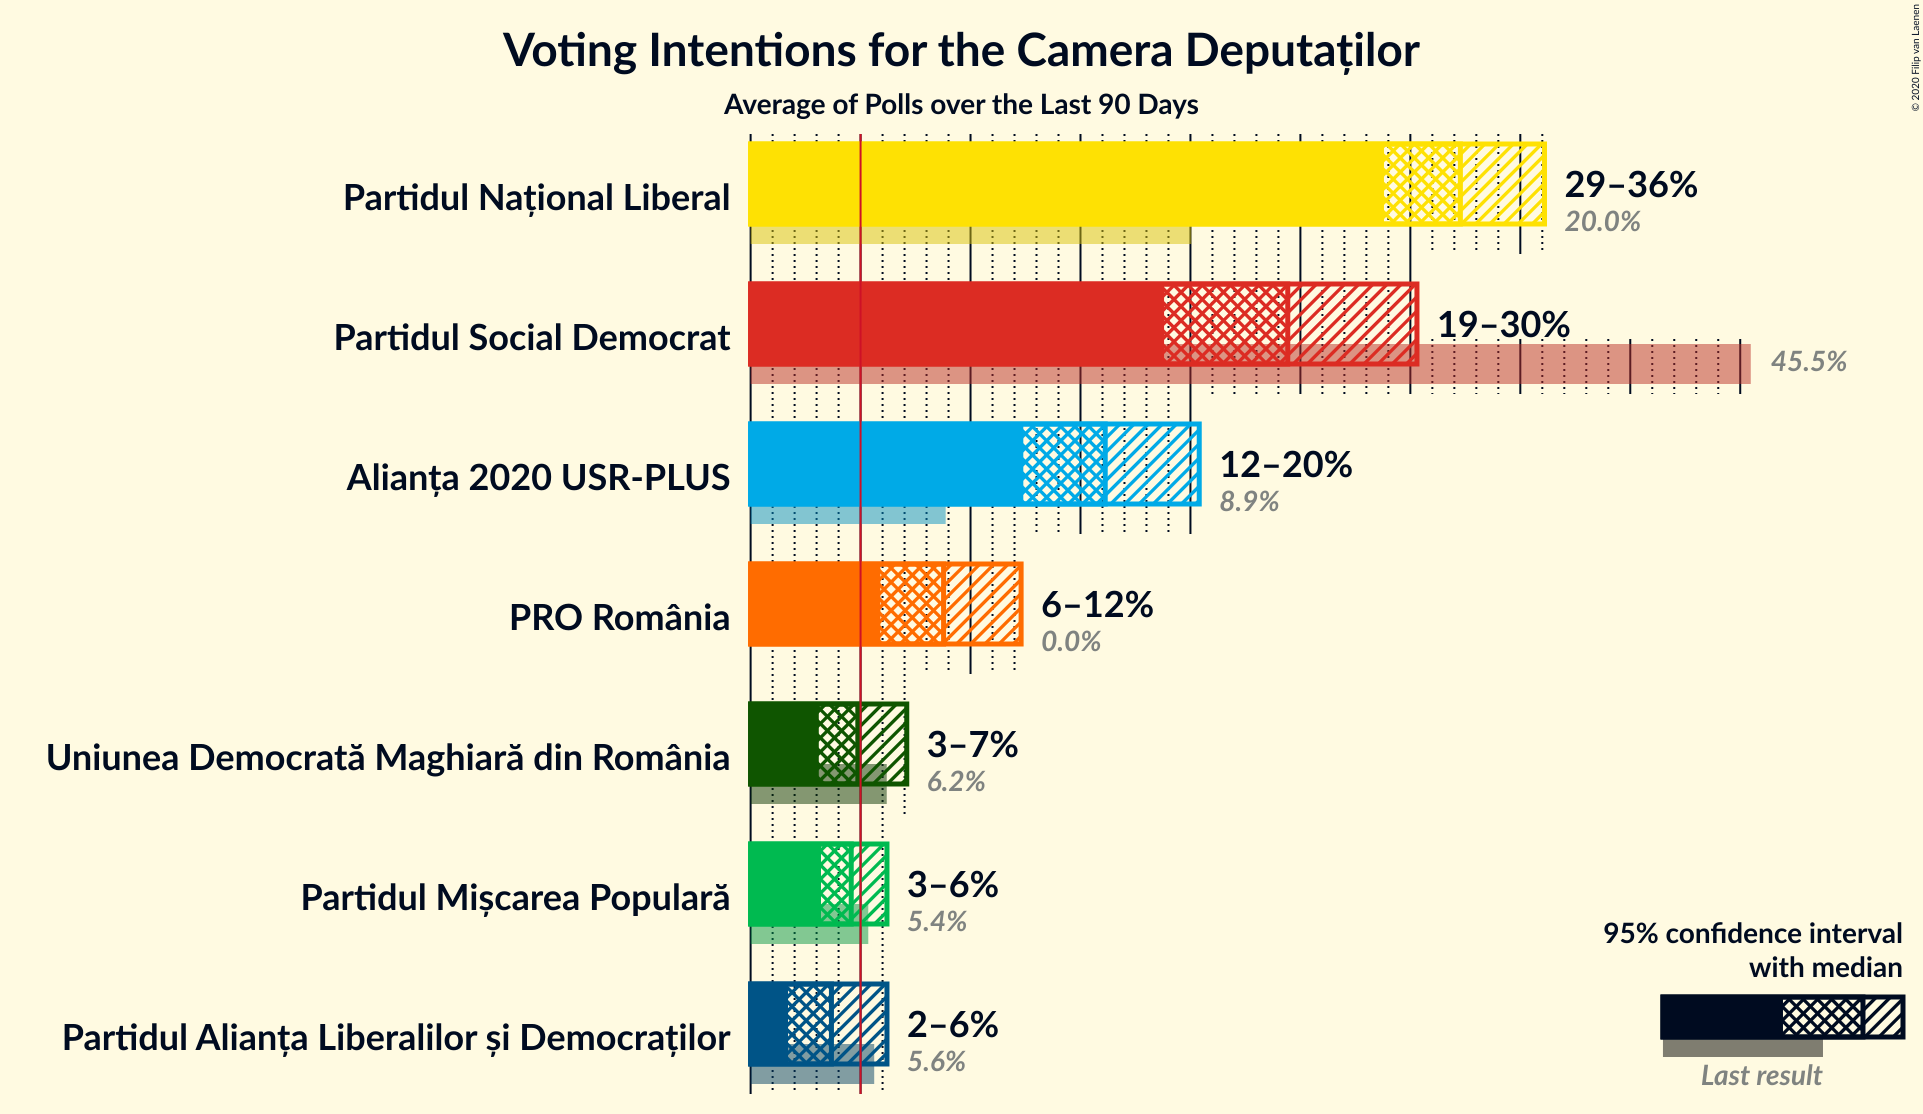 Voting Intentions for the Camera Deputaților
Average of Polls over the Last 90 Days
© 2020 Filip van Laenen
Partidul Național Liberal
29–36%
20.0%
Partidul Social Democrat
19–30%
45.5%
Alianța 2020 USR-PLUS
12–20%
8.9%
PRO România
6–12%
0.0%
Uniunea Democrată Maghiară din România
3–7%
6.2%
Partidul Mișcarea Populară
3–6%
5.4%
Partidul Alianța Liberalilor și Democraților
2–6%
5.6%
95% confidence interval
with median
Last result